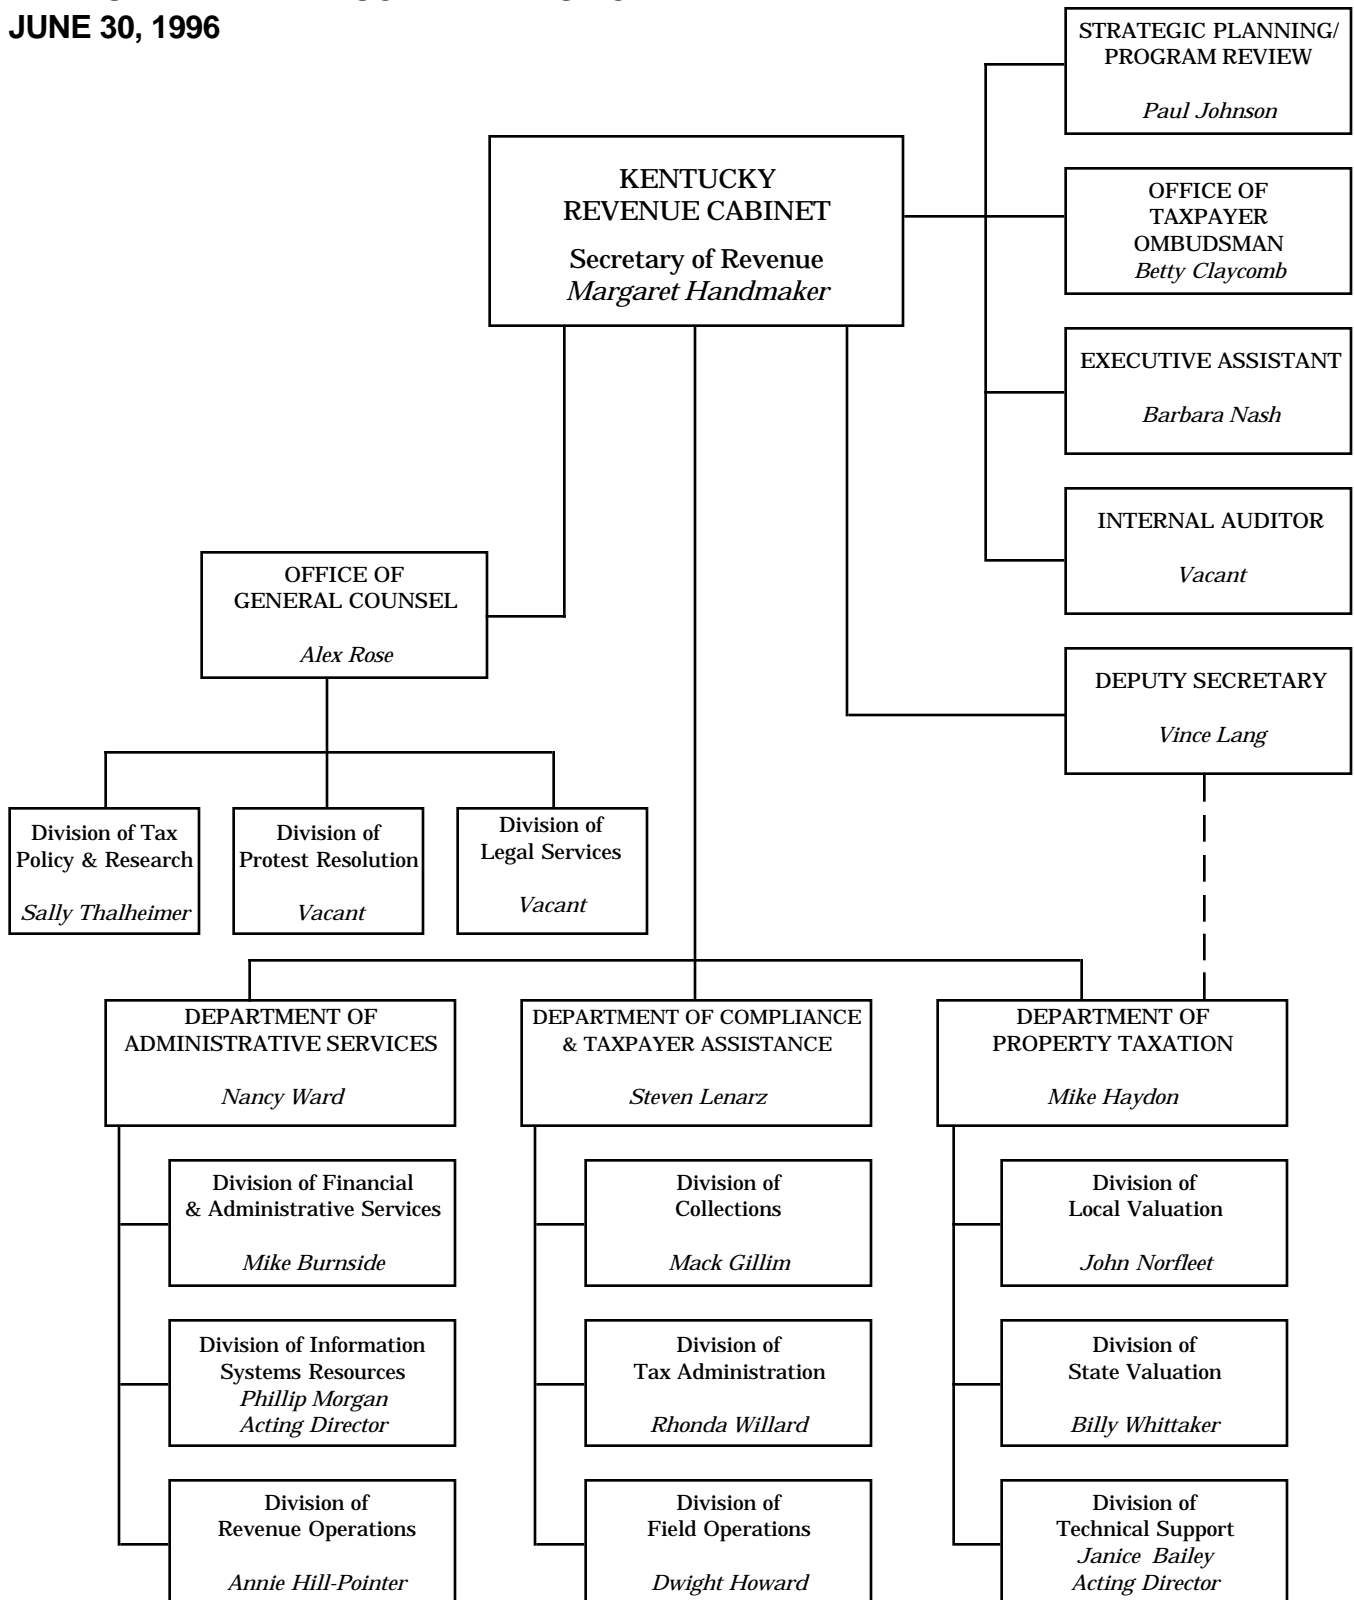 JUNE 30, 1996
STRATEGIC PLANNING/
PROGRAM REVIEW
Paul Johnson
KENTUCKY
REVENUE CABINET
Secretary of Revenue
Margaret Handmaker
OFFICE OF
TAXPAYER
OMBUDSMAN
Betty Claycomb
EXECUTIVE ASSISTANT
Barbara Nash
INTERNAL AUDITOR
Vacant
OFFICE OF
GENERAL COUNSEL
Alex Rose
DEPUTY SECRETARY
Vince Lang
Division of Tax
Policy & Research
Sally Thalheimer
Division of
Protest Resolution
Vacant
Division of
Legal Services
Vacant
DEPARTMENT OF
ADMINISTRATIVE SERVICES
Nancy Ward
DEPARTMENT OF COMPLIANCE
& TAXPAYER ASSISTANCE
Steven Lenarz
DEPARTMENT OF
PROPERTY TAXATION
Mike Haydon
Division of Financial
& Administrative Services
Mike Burnside
Division of
Collections
Mack Gillim
Division of
Local Valuation
John Norfleet
Division of Information
Systems Resources
Phillip Morgan
Acting Director
Division of
Tax Administration
Rhonda Willard
Division of
State Valuation
Billy Whittaker
Division of
Revenue Operations
Annie Hill-Pointer
Division of
Field Operations
Dwight Howard
Division of
Technical Support
Janice Bailey
Acting Director